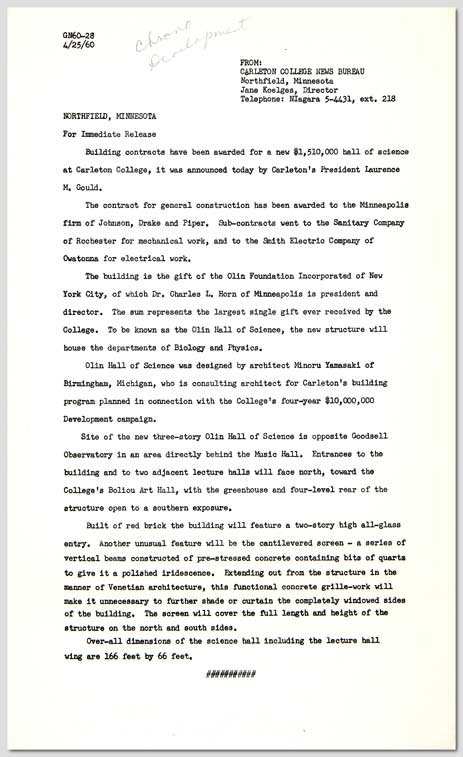 GN60-28
4/25/60
Chrono
Development
FROM:
CARLETON COLLEGE NEWS BUREAU
Northfield, Minnesota
Jane Koelges, Director
Telephone: NIagara 5-4431, ext. 218
NORTHFIELD, MINNESOTA
For Immediate Release
Building contracts have been awarded for a new $1,510,000 hall of science
at Carleton College, it was announced today by Carleton's President Laurence
M. Gould.
The contract for general construction has been awarded to the Minneapolis
firm of Johnson, Drake and Piper. Sub-contracts went to the Sanitary Company
of Rochester for mechanical work, and to the Smith Electric Company of
Owatonna for electrical work.
The building is the gift of the Olin Foundation Incorporated of New
York City, of which Dr. Charles L. Horn of Minneapolis is president and
director. The sum represents the largest single gift ever received by the
College. To be known as the Olin Hall of Science, the new structure will
house the departments of Biology and Physics.
Olin Hall of Science was designed by architect Minoru Yamasaki of
Birmingham, Michigan, who is consulting architect for Carleton's building
program planned in connection with the College's four-year $10,000,000
Development campaign.
Site of the new three-story Olin Hall of Science is opposite Goodsell
Observatory in an area directly behind the Music Hall. Entrances to the
building and to two adjacent lecture halls will face north, toward the
College's Boliou Art Hall, with the greenhouse and four-level rear of the
structure open to a southern exposure.
Built of red brick the building will feature a two-story high all-glass
entry. Another unusual feature will be the cantilevered screen - a series of
vertical beams constructed of pre-stressed concrete containing bits of quartz
to give it a polished iridescence. Extending out from the structure in the
manner of Venetian architecture, this functional concrete grille-work will
make it unnecessary to further shade or curtain the completely windowed sides
of the building. The screen will cover the full length and height of the
structure on the north and south sides.
Over-all dimensions of the science hall including the lecture hall
wing are 166 feet by 66 feet.
###########